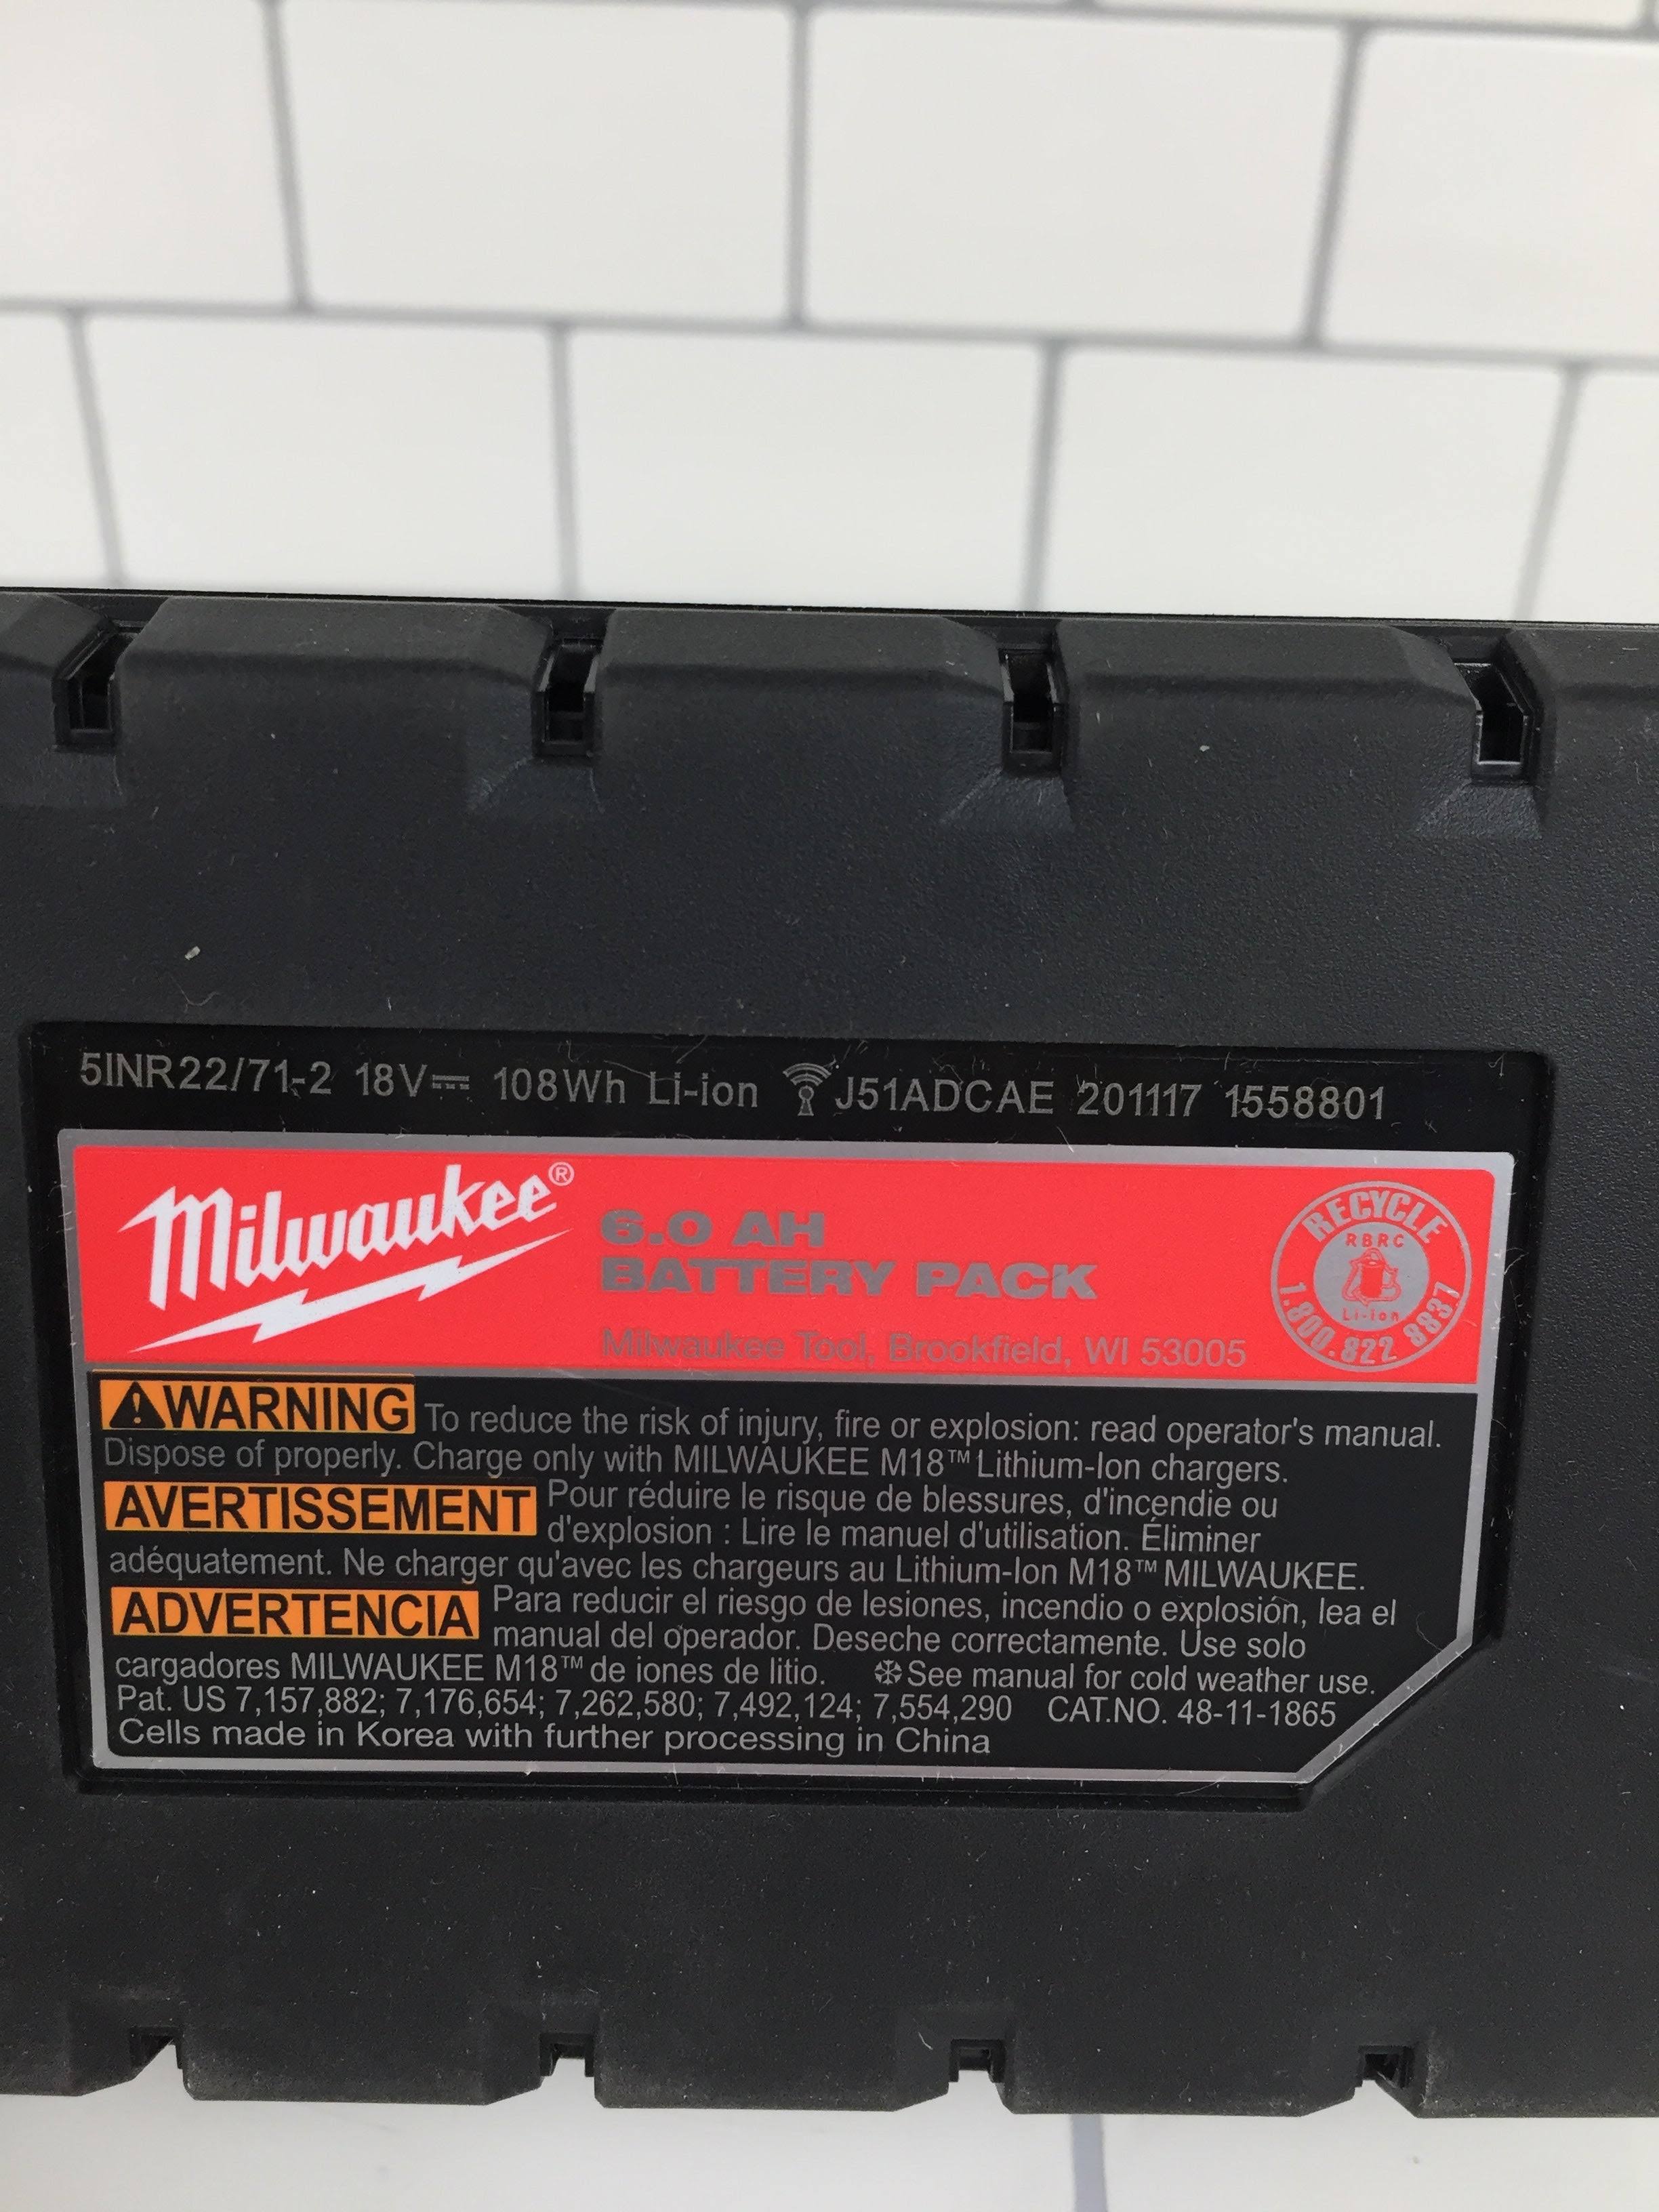 5INR22/71-2 18V⎓ 108Wh Li-ion J51ADCAE 201117 1558801
Milwaukee®
6.0 AH
BATTERY PACK
Milwaukee Tool, Brookfield, WI 53005
RECYCLE
RBRC
Li-ion
1.800.822.8837
WARNING To reduce the risk of injury, fire or explosion: read operator's manual.
Dispose of properly. Charge only with MILWAUKEE M18™ Lithium-Ion chargers.
AVERTISSEMENT Pour réduire le risque de blessures, d'incendie ou
d'explosion : Lire le manuel d'utilisation. Éliminer
adéquatement. Ne charger qu'avec les chargeurs au Lithium-Ion M18™ MILWAUKEE.
ADVERTENCIA Para reducir el riesgo de lesiones, incendio o explosión, lea el
manual del operador. Deseche correctamente. Use solo
cargadores MILWAUKEE M18™ de iones de litio. ❄See manual for cold weather use.
Pat. US 7,157,882; 7,176,654; 7,262,580; 7,492,124; 7,554,290 CAT.NO. 48-11-1865
Cells made in Korea with further processing in China